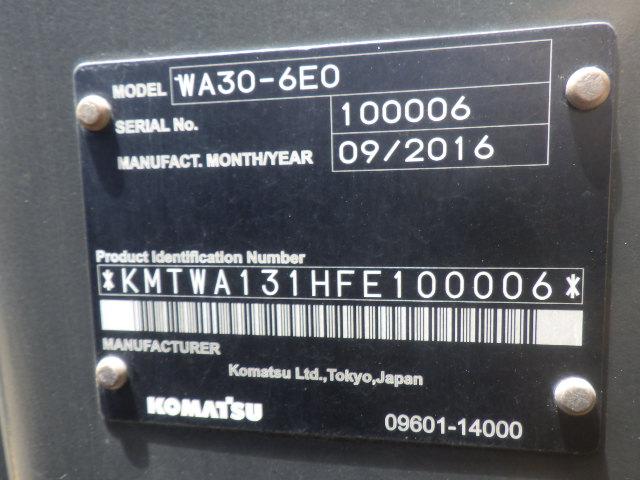 MODEL WA30-6E0
SERIAL No. 100006
MANUFACT. MONTH/YEAR 09/2016
Product Identification Number
*KMTWA131HFE100006*
MANUFACTURER
Komatsu Ltd.,Tokyo,Japan
KOMATSU
09601-14000